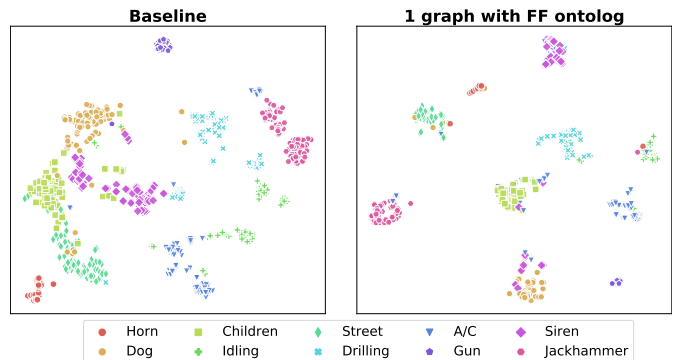 Baseline
1 graph with FF ontolog
Horn Children Street A/C Siren
Dog Idling Drilling Gun Jackhammer